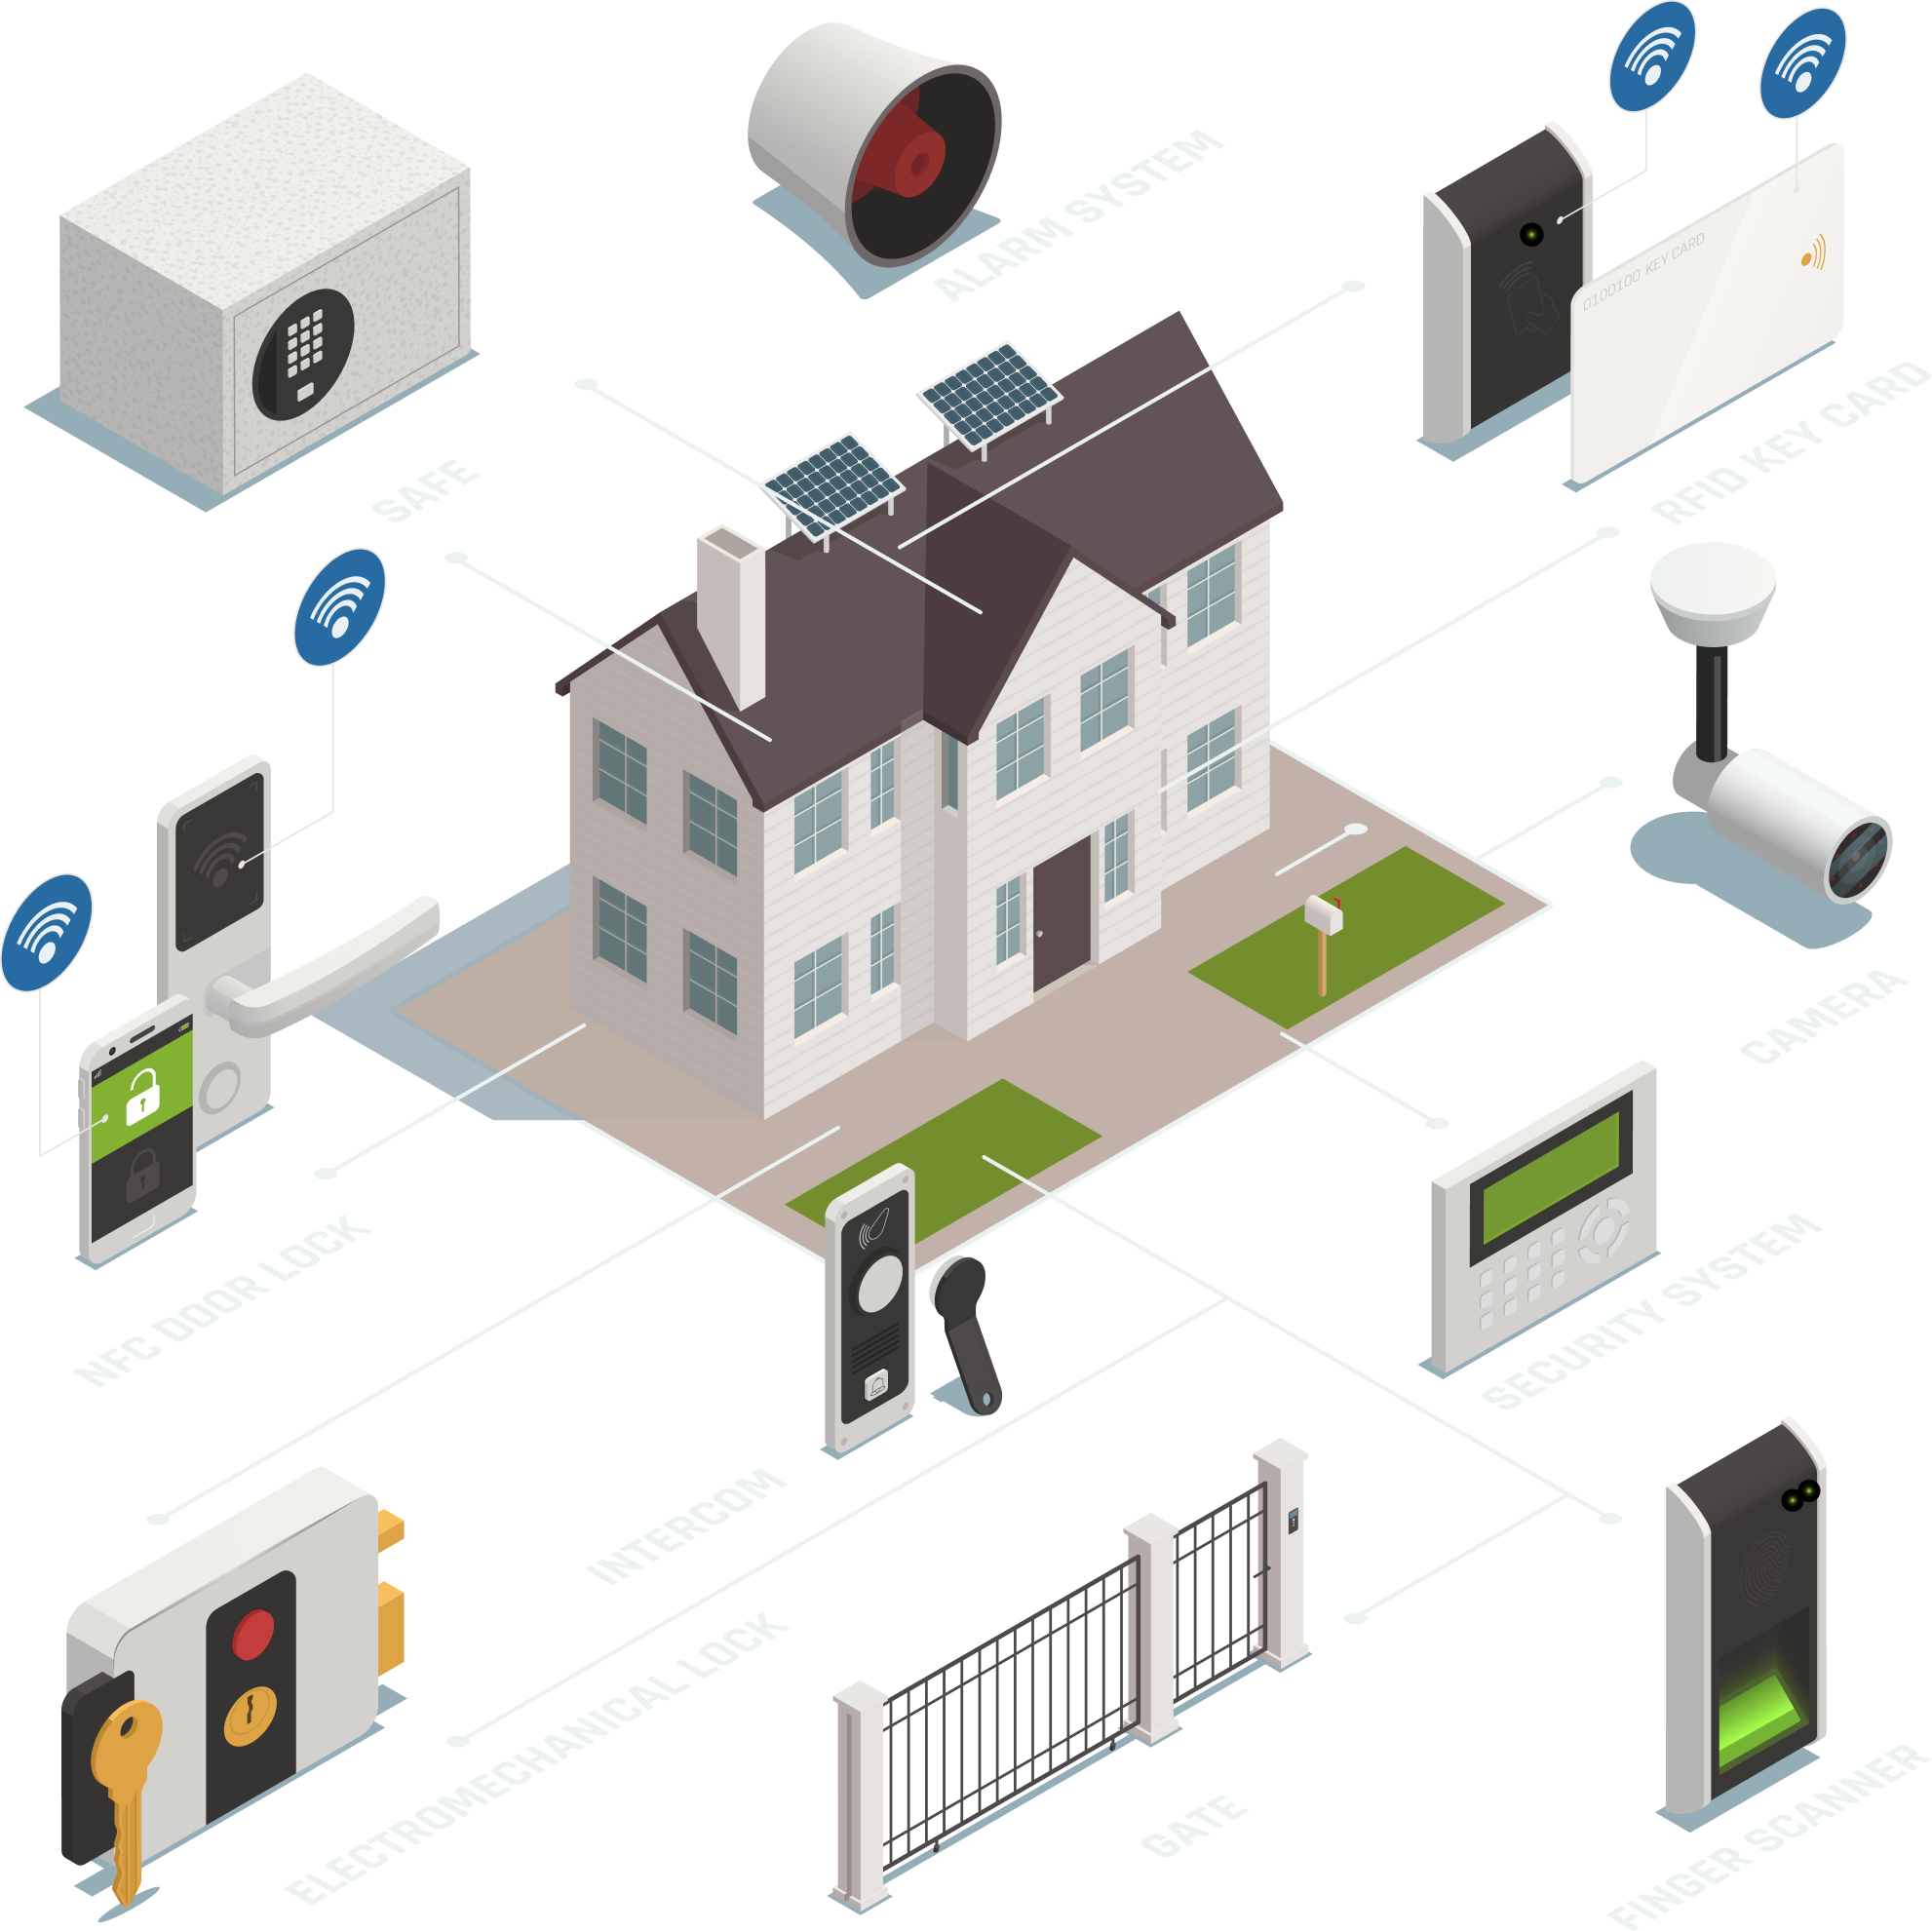 ALARM SYSTEM
0100100 KEY CARD
SAFE
RFID KEY CARD
CAMERA
NFC DOOR LOCK
SECURITY SYSTEM
INTERCOM
ELECTROMECHANICAL LOCK
GATE
FINGER SCANNER